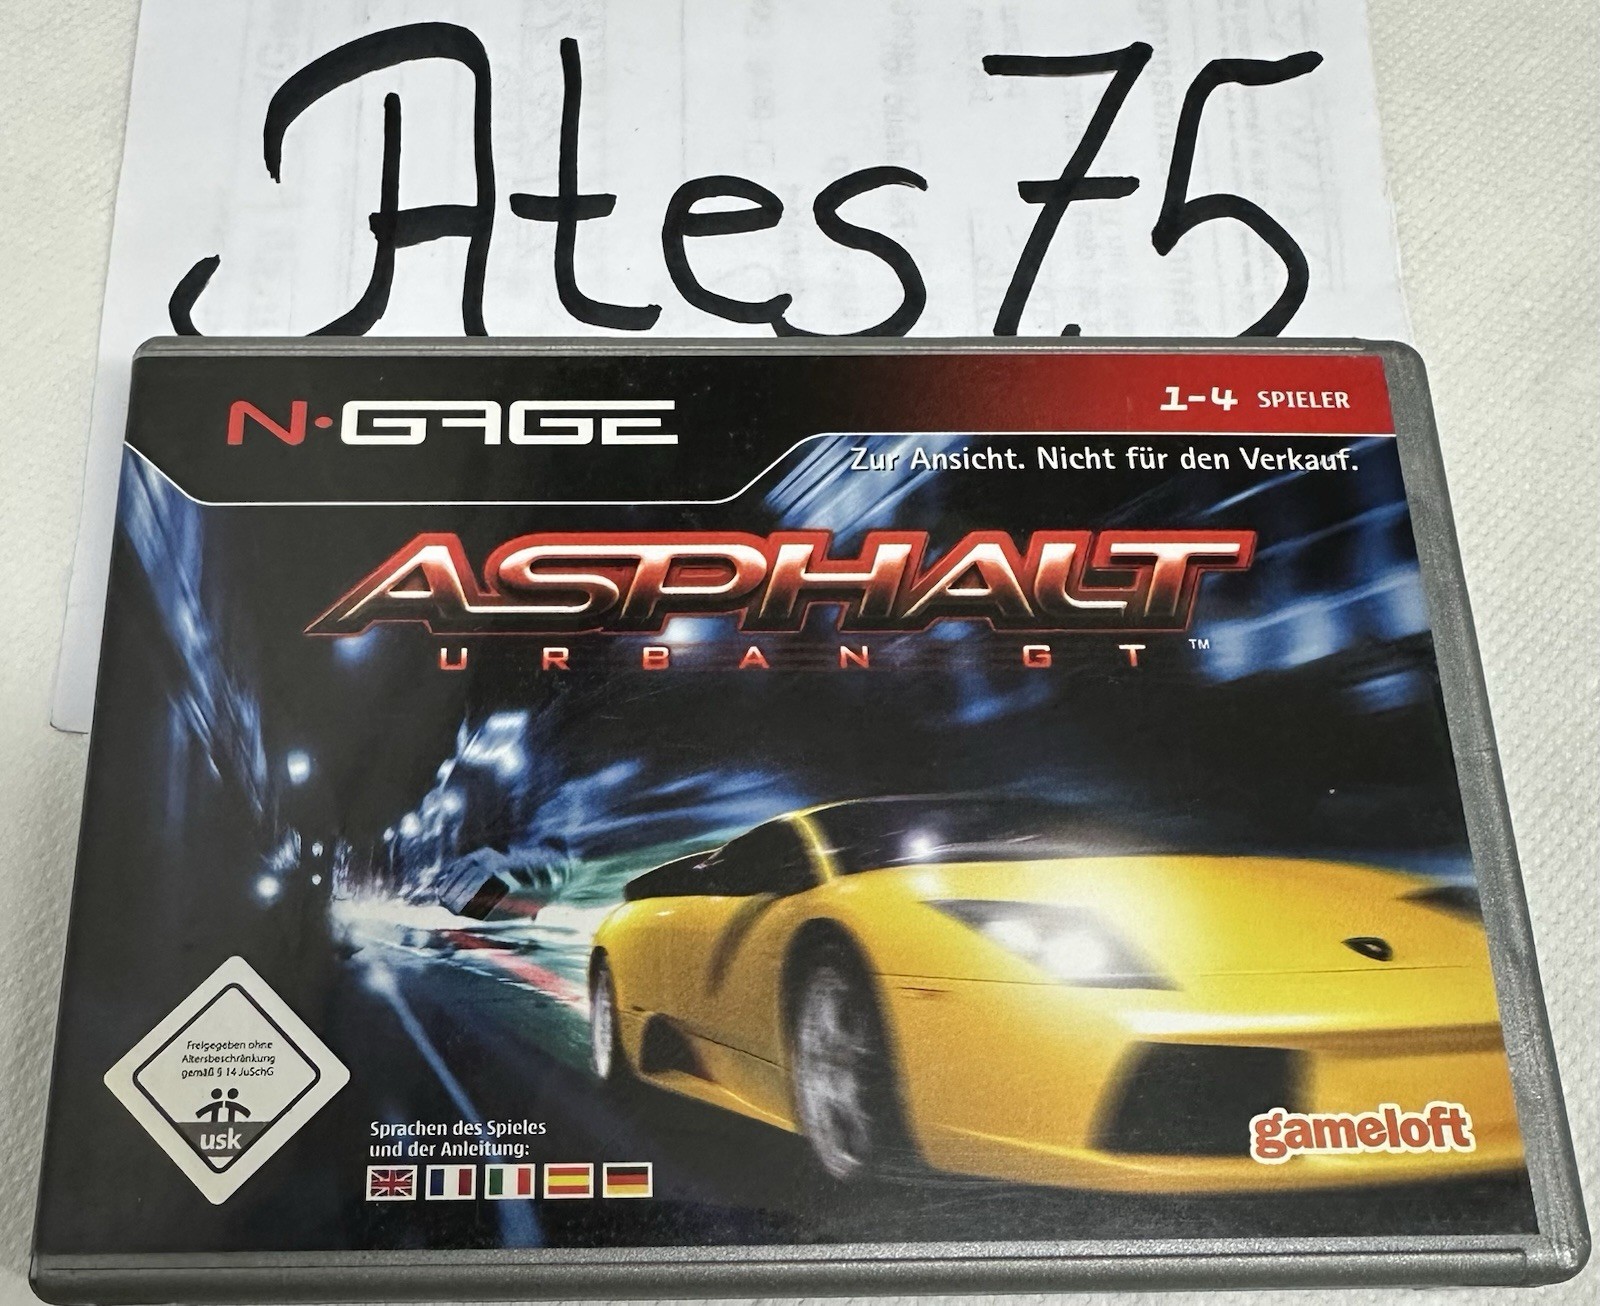 Ates75
N·GAGE
1-4 SPIELER
Zur Ansicht. Nicht für den Verkauf.
ASPHALT
URBAN GT™
Freigegeben ohne
Altersbeschränkung
gemäß § 14 JuSchG
usk
Sprachen des Spieles
und der Anleitung:
gameloft